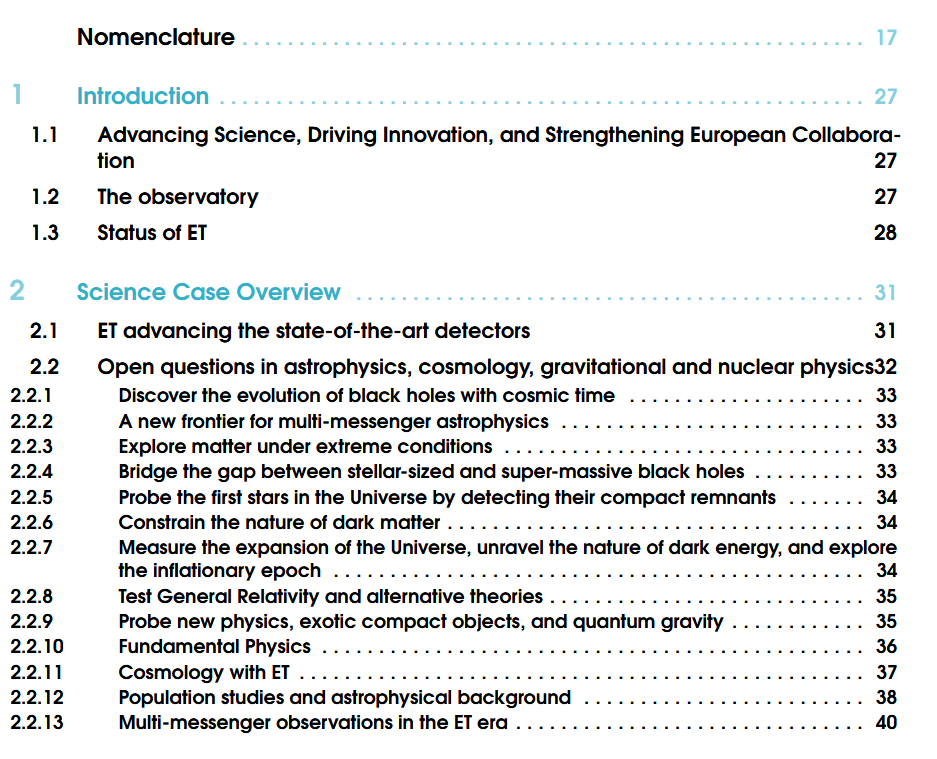 Nomenclature . . . . . . . . . . . . . . . . . . . . . . . . . . . . . . . . . . . . . . . . . . . . . . . . . . . . . . . 17
1 Introduction . . . . . . . . . . . . . . . . . . . . . . . . . . . . . . . . . . . . . . . . . . . . . . . . . . . . . . . . . 27
1.1 Advancing Science, Driving Innovation, and Strengthening European Collabora-
tion 27
1.2 The observatory 27
1.3 Status of ET 28
2 Science Case Overview . . . . . . . . . . . . . . . . . . . . . . . . . . . . . . . . . . . . . . . . . . . . . 31
2.1 ET advancing the state-of-the-art detectors 31
2.2 Open questions in astrophysics, cosmology, gravitational and nuclear physics32
2.2.1 Discover the evolution of black holes with cosmic time . . . . . . . . . . . . . . . . . . . . . 33
2.2.2 A new frontier for multi-messenger astrophysics . . . . . . . . . . . . . . . . . . . . . . . . . . . 33
2.2.3 Explore matter under extreme conditions . . . . . . . . . . . . . . . . . . . . . . . . . . . . . . . . 33
2.2.4 Bridge the gap between stellar-sized and super-massive black holes . . . . . . . . . . 33
2.2.5 Probe the first stars in the Universe by detecting their compact remnants . . . . . . . 34
2.2.6 Constrain the nature of dark matter . . . . . . . . . . . . . . . . . . . . . . . . . . . . . . . . . . . . . 34
2.2.7 Measure the expansion of the Universe, unravel the nature of dark energy, and explore
the inflationary epoch . . . . . . . . . . . . . . . . . . . . . . . . . . . . . . . . . . . . . . . . . . . . . . . 34
2.2.8 Test General Relativity and alternative theories . . . . . . . . . . . . . . . . . . . . . . . . . . . . 35
2.2.9 Probe new physics, exotic compact objects, and quantum gravity . . . . . . . . . . . . 35
2.2.10 Fundamental Physics . . . . . . . . . . . . . . . . . . . . . . . . . . . . . . . . . . . . . . . . . . . . . . . . 36
2.2.11 Cosmology with ET . . . . . . . . . . . . . . . . . . . . . . . . . . . . . . . . . . . . . . . . . . . . . . . . . . 37
2.2.12 Population studies and astrophysical background . . . . . . . . . . . . . . . . . . . . . . . . . 38
2.2.13 Multi-messenger observations in the ET era . . . . . . . . . . . . . . . . . . . . . . . . . . . . . . . 40